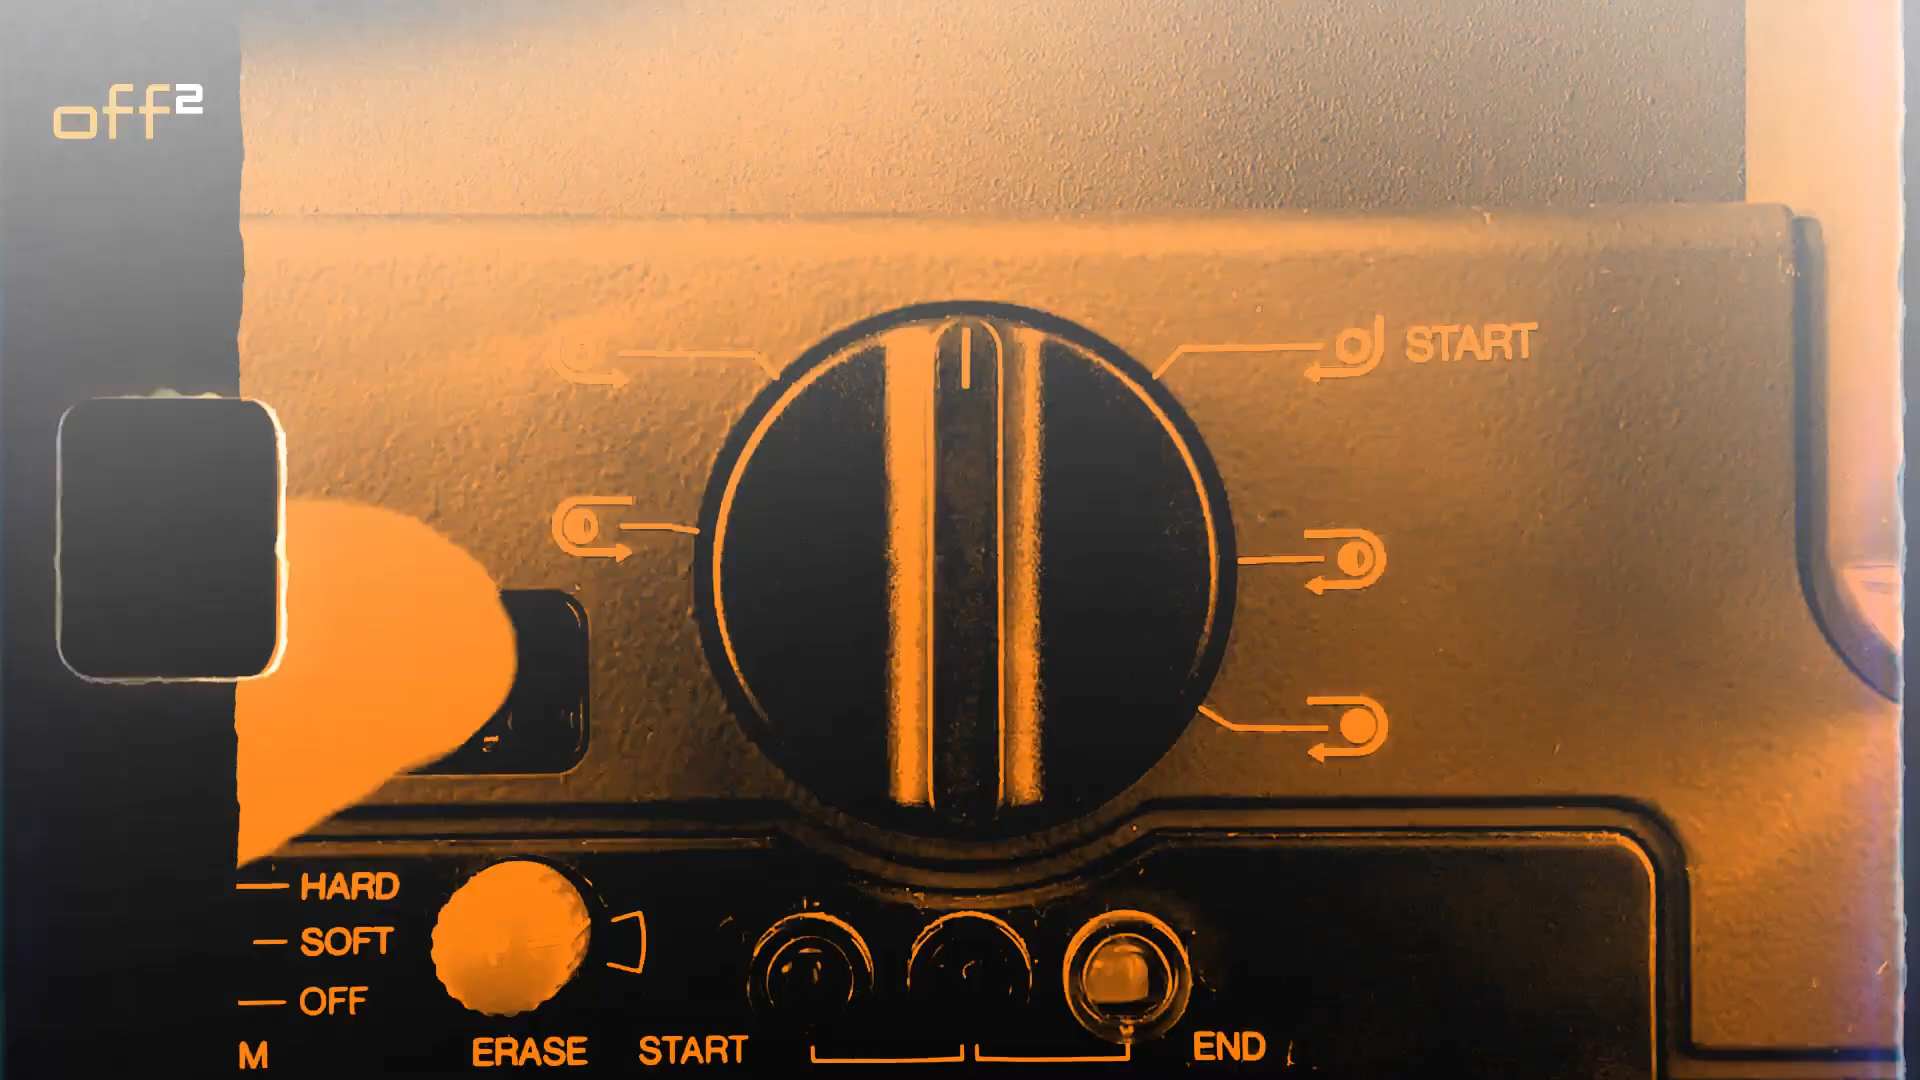 off²
START
HARD
SOFT
OFF
M
ERASE
START
END